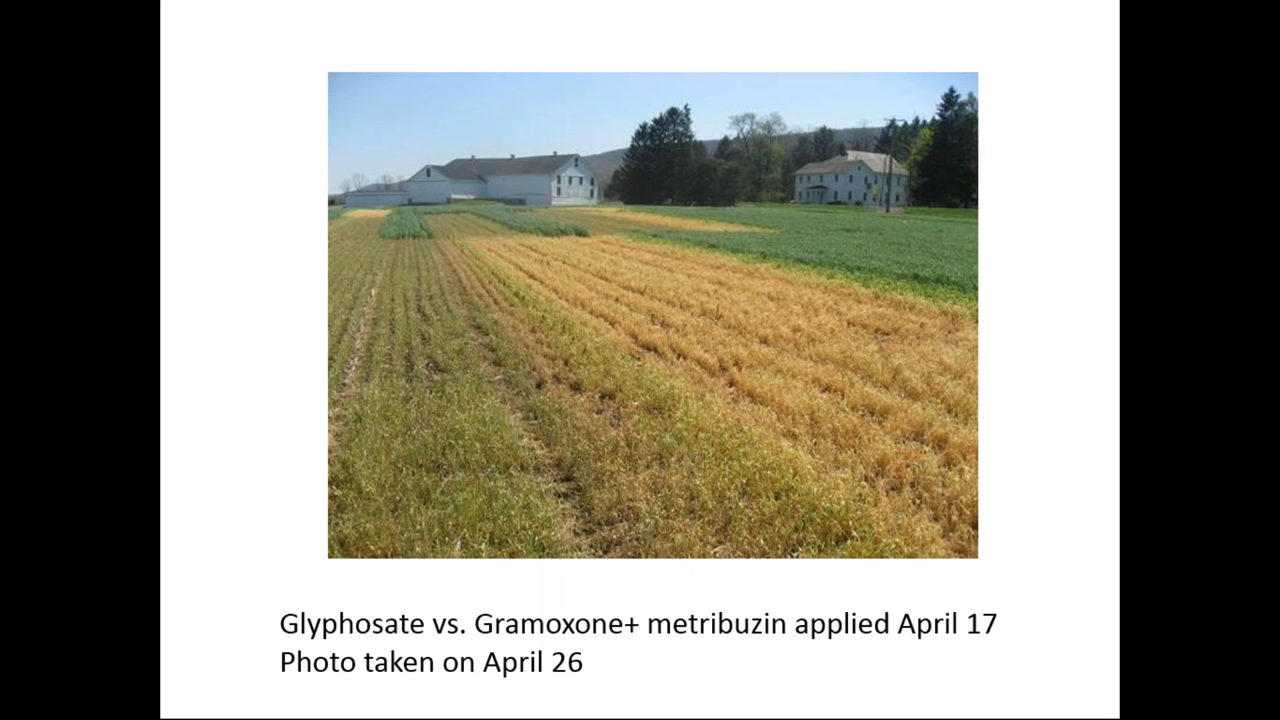 Glyphosate vs. Gramoxone+ metribuzin applied April 17
Photo taken on April 26